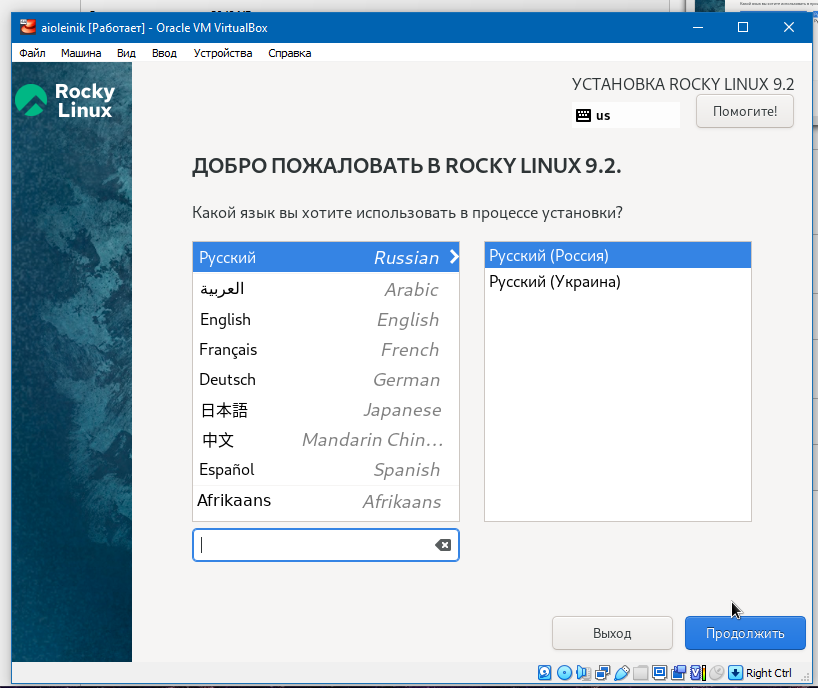 aioleinik [Работает] - Oracle VM VirtualBox
Файл Машина Вид Ввод Устройства Справка
Rocky
Linux
УСТАНОВКА ROCKY LINUX 9.2
us
Помогите!
ДОБРО ПОЖАЛОВАТЬ В ROCKY LINUX 9.2.
Какой язык вы хотите использовать в процессе установки?
Русский Russian
العربية Arabic
English English
Français French
Deutsch German
日本語 Japanese
中文 Mandarin Chin…
Español Spanish
Afrikaans Afrikaans
Русский (Россия)
Русский (Украина)
Выход
Продолжить
Right Ctrl